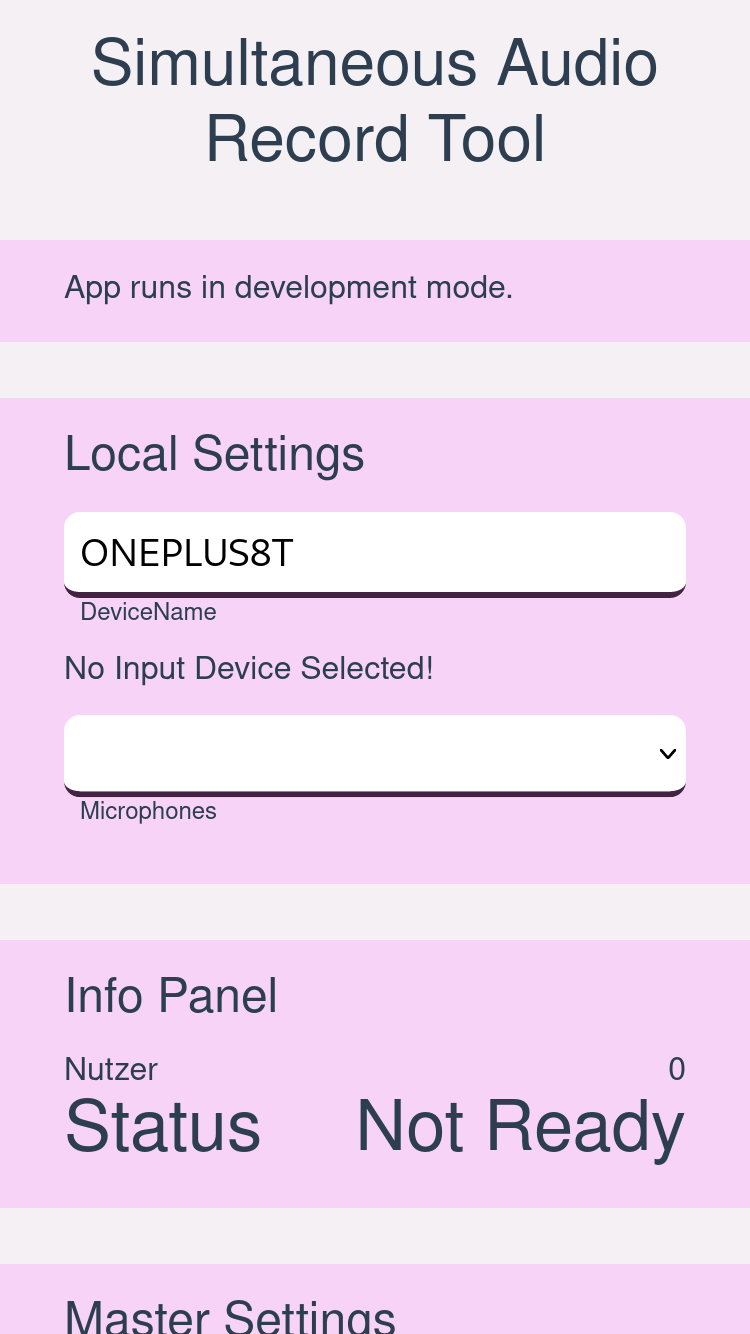 Simultaneous Audio
Record Tool
App runs in development mode.
Local Settings
ONEPLUS8T
DeviceName
No Input Device Selected!
Microphones
Info Panel
Nutzer 0
Status Not Ready
Master Settings